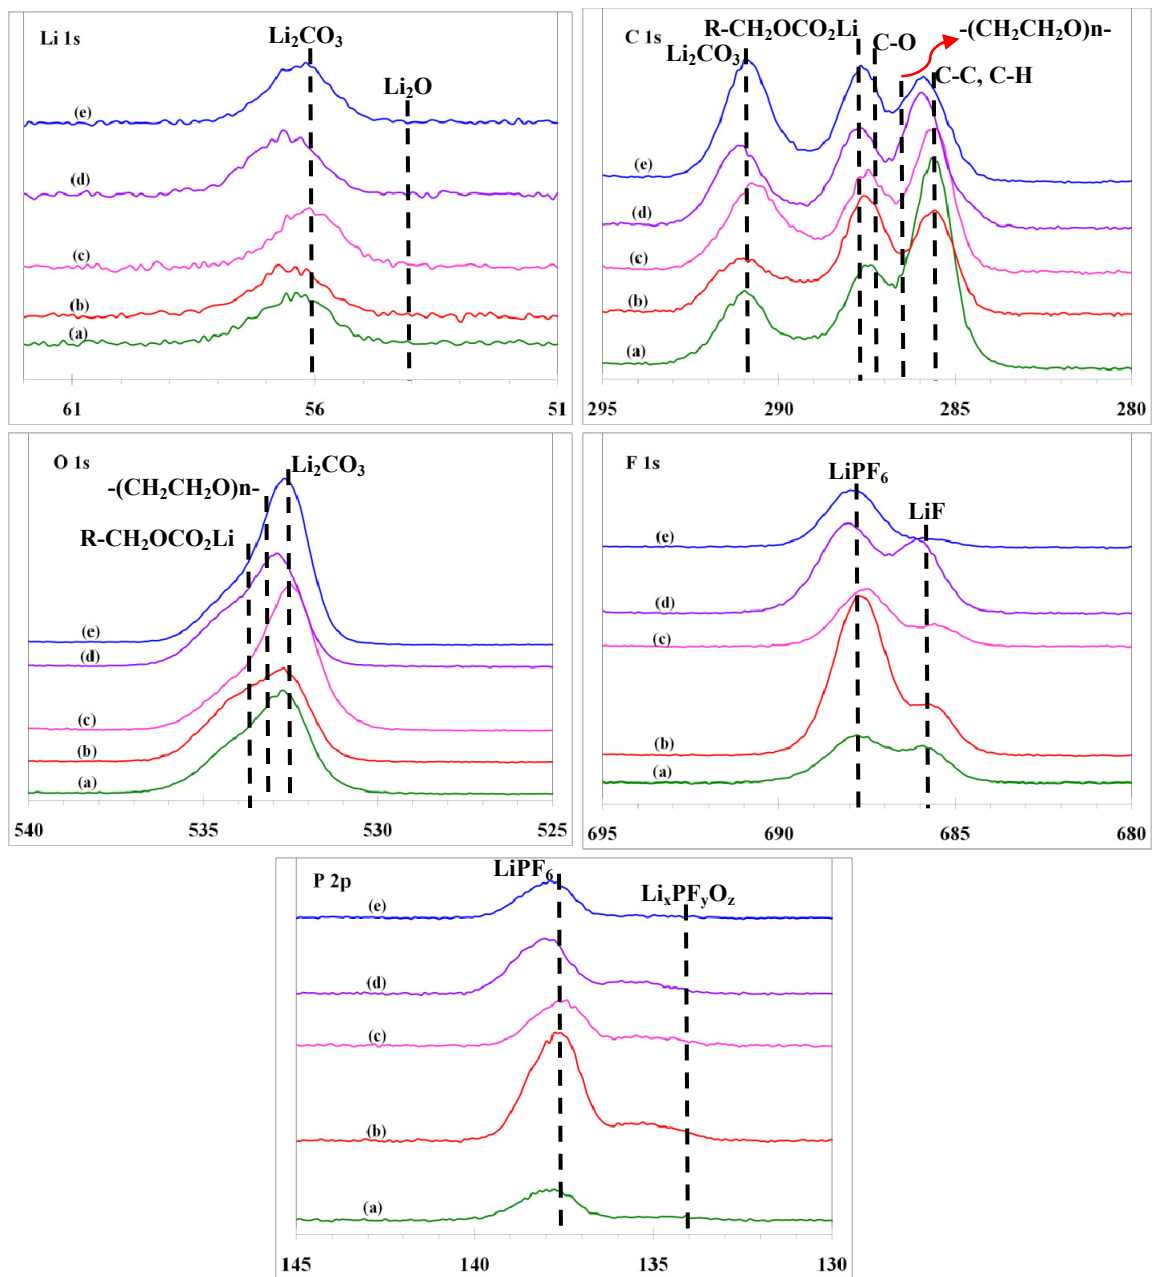 Li 1s
Li₂CO₃
Li₂O
(e)
(d)
(c)
(b)
(a)
61 56 51
C 1s
R-CH₂OCO₂Li
-(CH₂CH₂O)n-
C-O
Li₂CO₃
C-C, C-H
(e)
(d)
(c)
(b)
(a)
295 290 285 280
O 1s
Li₂CO₃
-(CH₂CH₂O)n-
R-CH₂OCO₂Li
(e)
(d)
(c)
(b)
(a)
540 535 530 525
F 1s
LiPF₆
LiF
(e)
(d)
(c)
(b)
(a)
695 690 685 680
P 2p
LiPF₆
LiₓPFᵧO_z
(e)
(d)
(c)
(b)
(a)
145 140 135 130